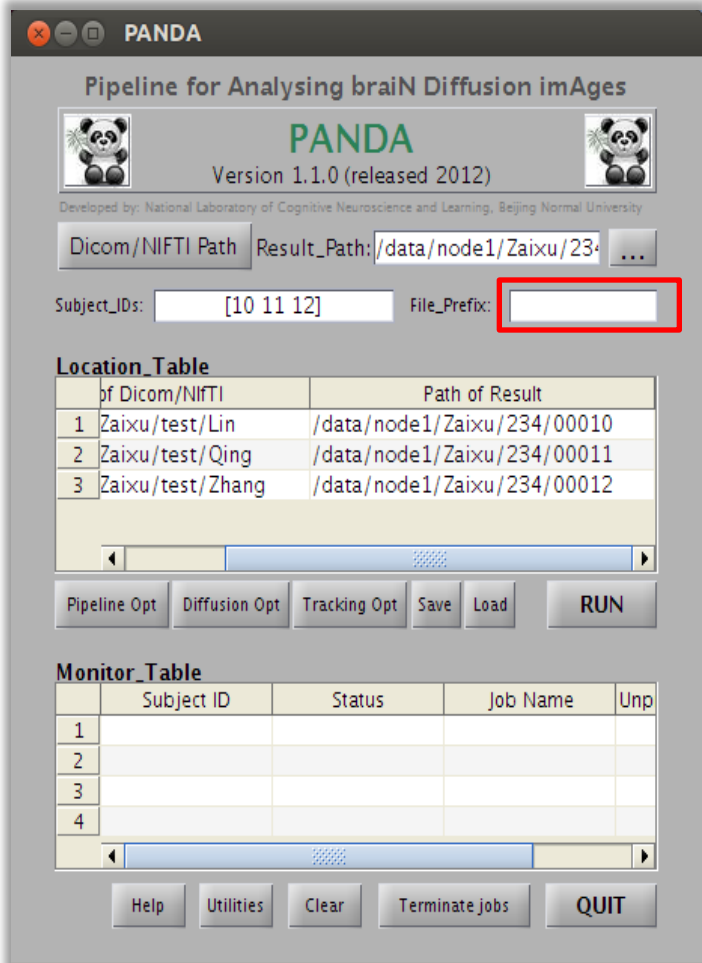 PANDA
Pipeline for Analysing braiN Diffusion imAges
PANDA
Version 1.1.0 (released 2012)
Developed by: National Laboratory of Cognitive Neuroscience and Learning, Beijing Normal University
Dicom/NIFTI Path Result_Path: /data/node1/Zaixu/234 ...
Subject_IDs: [10 11 12] File_Prefix:
Location_Table
of Dicom/NIfTI Path of Result
1 Zaixu/test/Lin /data/node1/Zaixu/234/00010
2 Zaixu/test/Qing /data/node1/Zaixu/234/00011
3 Zaixu/test/Zhang /data/node1/Zaixu/234/00012
Pipeline Opt Diffusion Opt Tracking Opt Save Load RUN
Monitor_Table
Subject ID Status Job Name Unp
1
2
3
4
Help Utilities Clear Terminate jobs QUIT